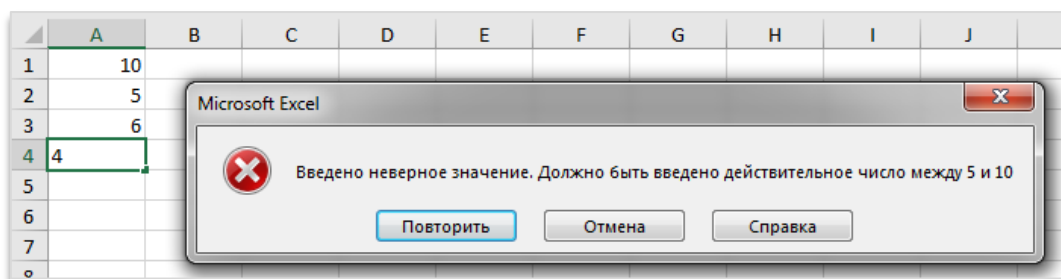 A B C D E F G H I J
1 10
2 5
Microsoft Excel
3 6
4 4
Введено неверное значение. Должно быть введено действительное число между 5 и 10
5
6
Повторить Отмена Справка
7
8